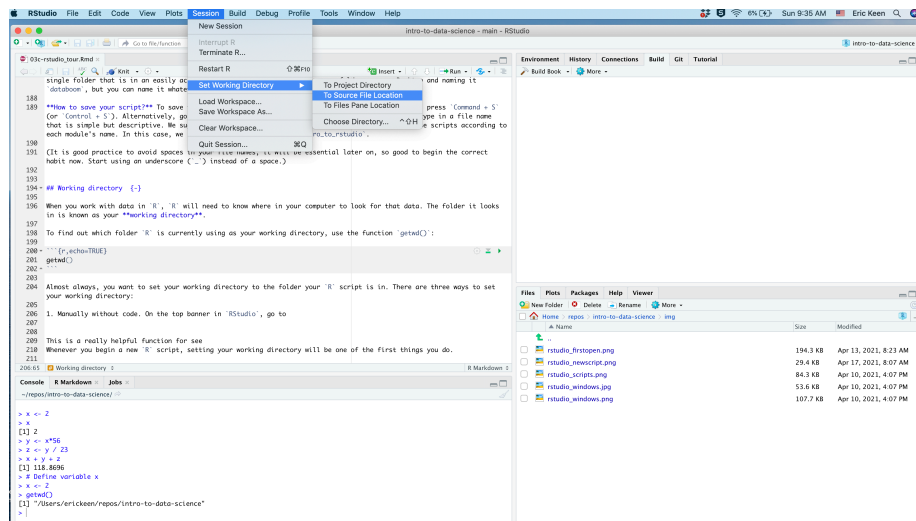 RStudio File Edit Code View Plots Session Build Debug Profile Tools Window Help 6% Sun 9:35 AM Eric Keen
intro-to-data-science - main - RStudio
Go to file/function
intro-to-data-science
New Session
Interrupt R
Terminate R...
Restart R ⇧⌘F10
Set Working Directory ▶
Load Workspace...
Save Workspace As...
Clear Workspace...
Quit Session... ⌘Q
To Project Directory
To Source File Location
To Files Pane Location
Choose Directory... ^⇧H
03c-rstudio_tour.Rmd ×
Knit Insert Run
single folder that is in an easily ac and naming it
`databoom`, but you can name it whate
188
189 **How to save your script?** To save press `Command + S`
(or `Control + S`). Alternatively, go ype in a file name
that is simple but descriptive. We su e scripts according to
each module's name. In this case, we ro_to_rstudio`.
190
191 (It is good practice to avoid spaces in your file names, it will be essential later on, so good to begin the correct
habit now. Start using an underscore (`_`) instead of a space.)
192
193
194 ## Working directory {-}
195
196 When you work with data in `R`, `R` will need to know where in your computer to look for that data. The folder it looks
in is known as your **working directory**.
197
198 To find out which folder `R` is currently using as your working directory, use the function `getwd()`:
199
200 ```{r,echo=TRUE}
201 getwd()
202 ```
203
204 Almost always, you want to set your working directory to the folder your `R` script is in. There are three ways to set
your working directory:
205
206 1. Manually without code. On the top banner in `RStudio`, go to
207
208
209 This is a really helpful function for see
210 Whenever you begin a new `R` script, setting your working directory will be one of the first things you do.
211
206:65 Working directory R Markdown
Console R Markdown × Jobs ×
~/repos/intro-to-data-science/
> x <- 2
> x
[1] 2
> y <- x*56
> z <- y / 23
> x + y + z
[1] 118.8696
> # Define variable x
> x <- 2
> getwd()
[1] "/Users/erickeen/repos/intro-to-data-science"
>
Environment History Connections Build Git Tutorial
Build Book More
Files Plots Packages Help Viewer
New Folder Delete Rename More
Home > repos > intro-to-data-science > img
Name Size Modified
..
rstudio_firstopen.png 194.3 KB Apr 13, 2021, 8:23 AM
rstudio_newscript.png 29.4 KB Apr 17, 2021, 8:07 AM
rstudio_scripts.png 84.3 KB Apr 10, 2021, 4:07 PM
rstudio_windows.jpg 53.6 KB Apr 10, 2021, 4:07 PM
rstudio_windows.png 107.7 KB Apr 10, 2021, 4:07 PM